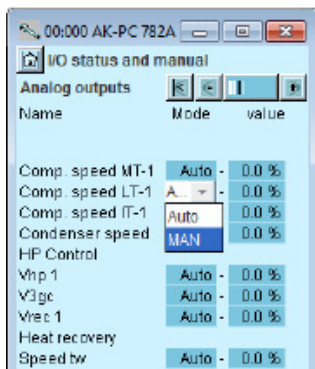 00:000 AK-PC 782A
I/O status and manual
Analog outputs
Name Mode value
Comp. speed MT-1 Auto - 0.0 %
Comp. speed LT-1 A... - 0.0 %
Comp. speed IT-1 Auto 0.0 %
Condenser speed MAN 0.0 %
HP Control
Vhp 1 Auto - 0.0 %
V3gc Auto - 0.0 %
Vrec 1 Auto - 0.0 %
Heat recovery
Speed tw Auto - 0.0 %